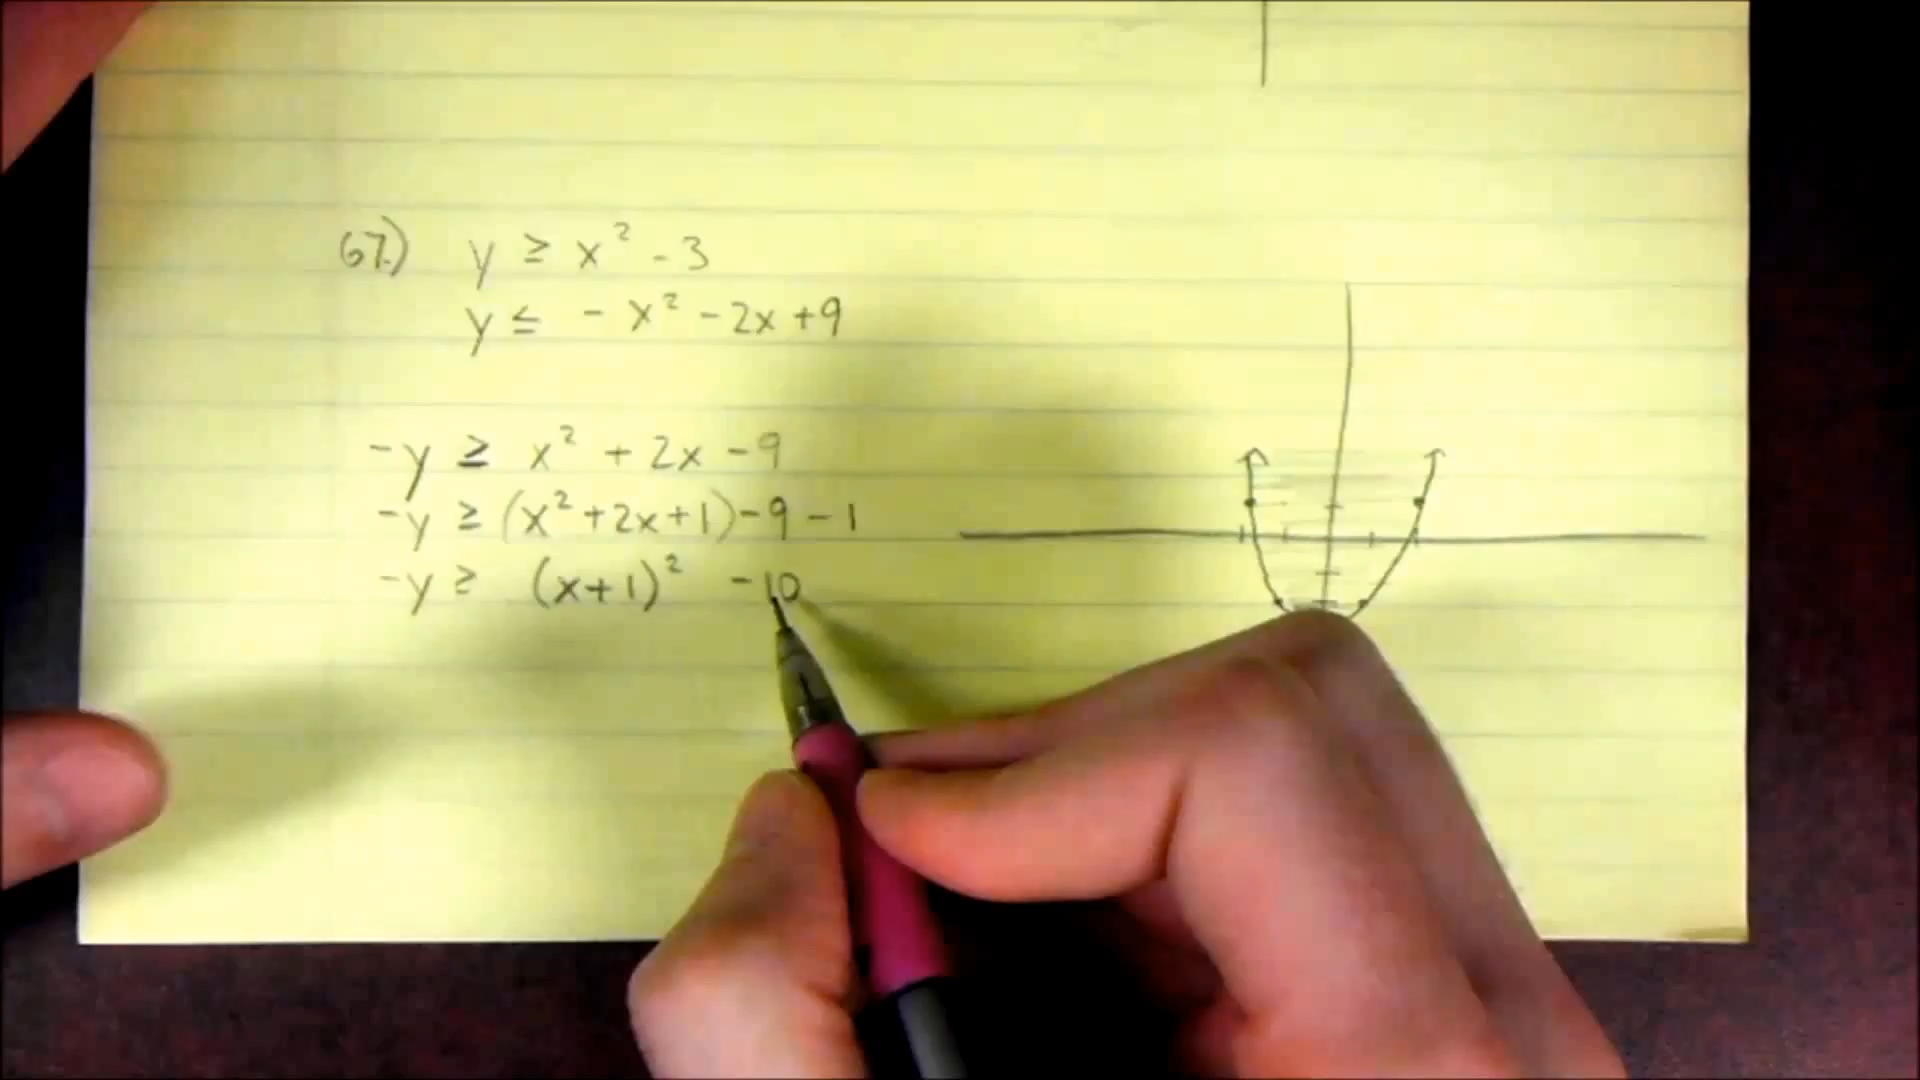 67.) y ≥ x² - 3
y ≤ - x² - 2x + 9
-y ≥ x² + 2x - 9
-y ≥ (x² + 2x + 1) - 9 - 1
-y ≥ (x + 1)² - 10